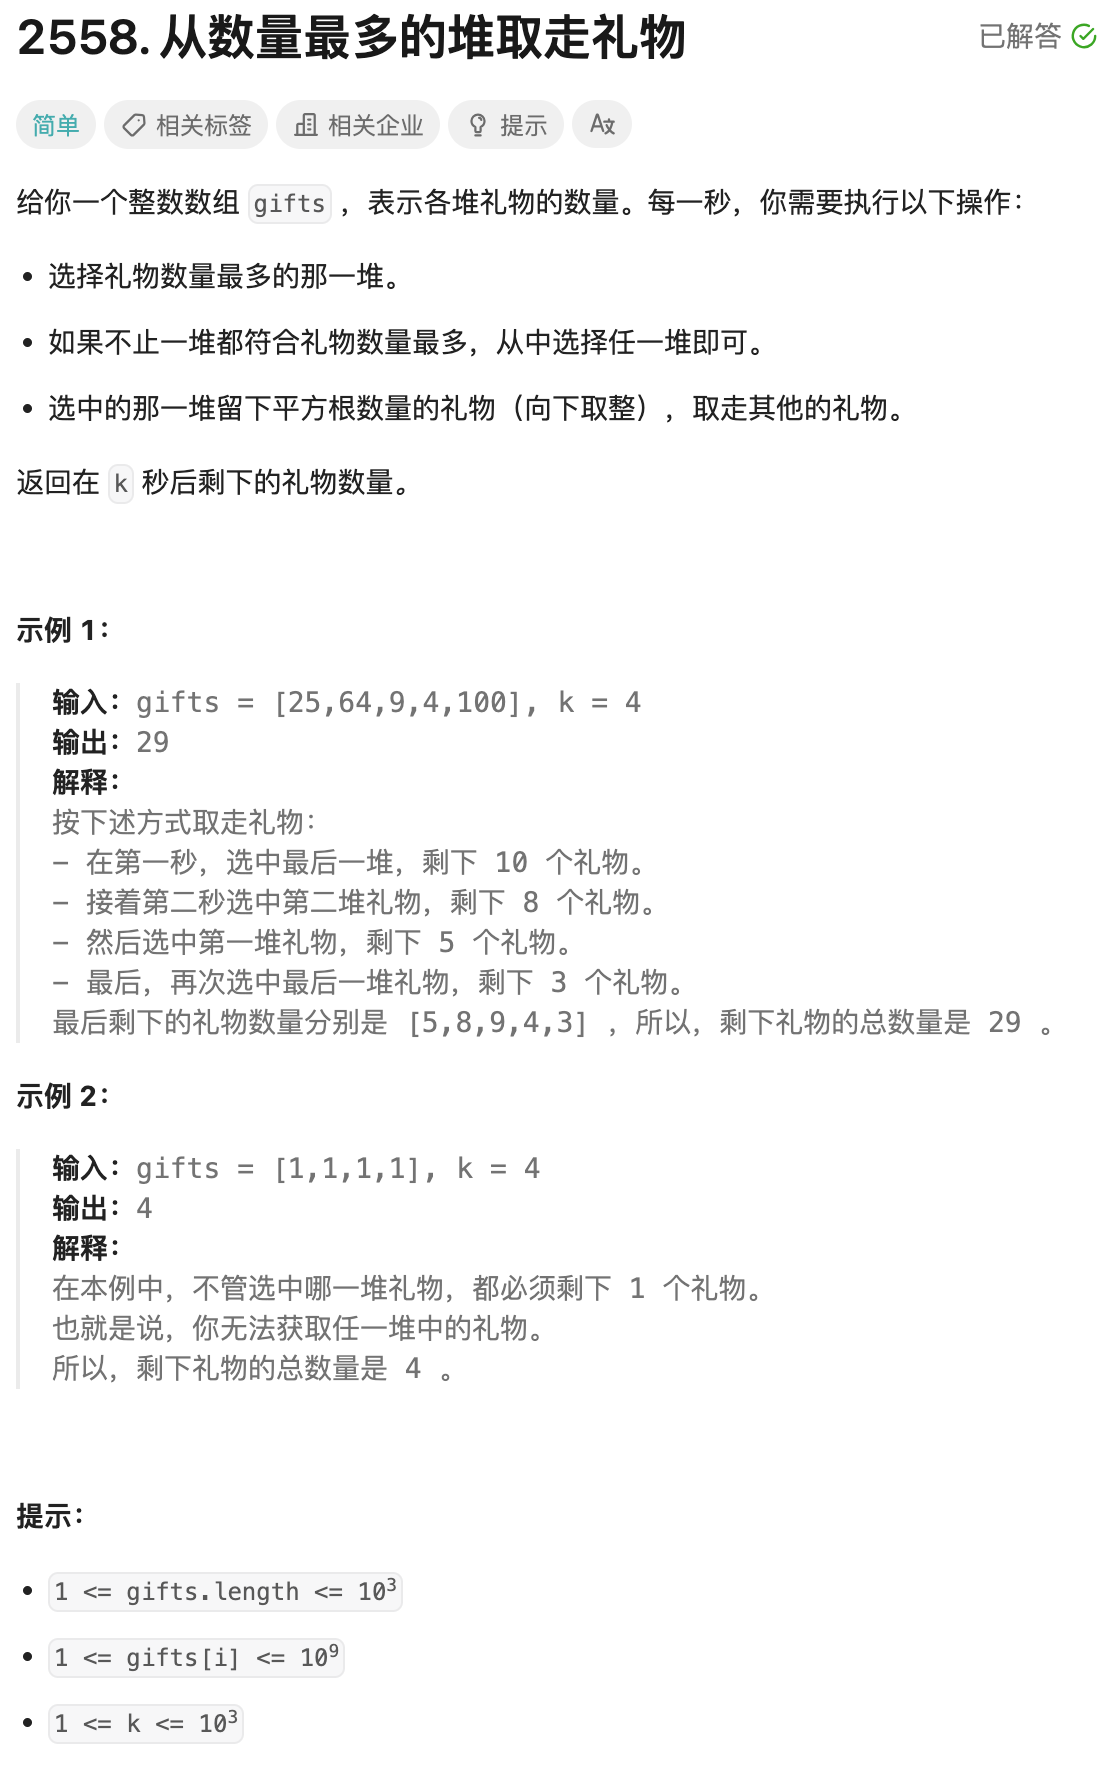 2558. 从数量最多的堆取走礼物
已解答
简单 相关标签 相关企业 提示 A文
给你一个整数数组 gifts ，表示各堆礼物的数量。每一秒，你需要执行以下操作：
• 选择礼物数量最多的那一堆。
• 如果不止一堆都符合礼物数量最多，从中选择任一堆即可。
• 选中的那一堆留下平方根数量的礼物（向下取整），取走其他的礼物。
返回在 k 秒后剩下的礼物数量。
示例 1：
输入：gifts = [25,64,9,4,100], k = 4
输出：29
解释：
按下述方式取走礼物：
- 在第一秒，选中最后一堆，剩下 10 个礼物。
- 接着第二秒选中第二堆礼物，剩下 8 个礼物。
- 然后选中第一堆礼物，剩下 5 个礼物。
- 最后，再次选中最后一堆礼物，剩下 3 个礼物。
最后剩下的礼物数量分别是 [5,8,9,4,3] ，所以，剩下礼物的总数量是 29 。
示例 2：
输入：gifts = [1,1,1,1], k = 4
输出：4
解释：
在本例中，不管选中哪一堆礼物，都必须剩下 1 个礼物。
也就是说，你无法获取任一堆中的礼物。
所以，剩下礼物的总数量是 4 。
提示：
• 1 <= gifts.length <= 10³
• 1 <= gifts[i] <= 10⁹
• 1 <= k <= 10³